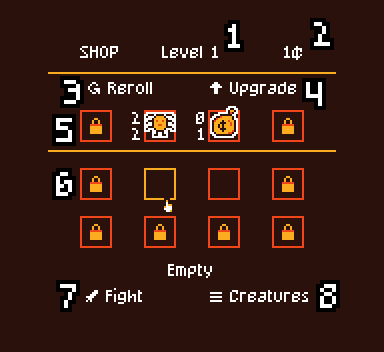 1 2
SHOP Level 1 1¢
3 G Reroll ↑ Upgrade 4
5 2 2 0 1
6
Empty
7 Fight ≡ Creatures 8